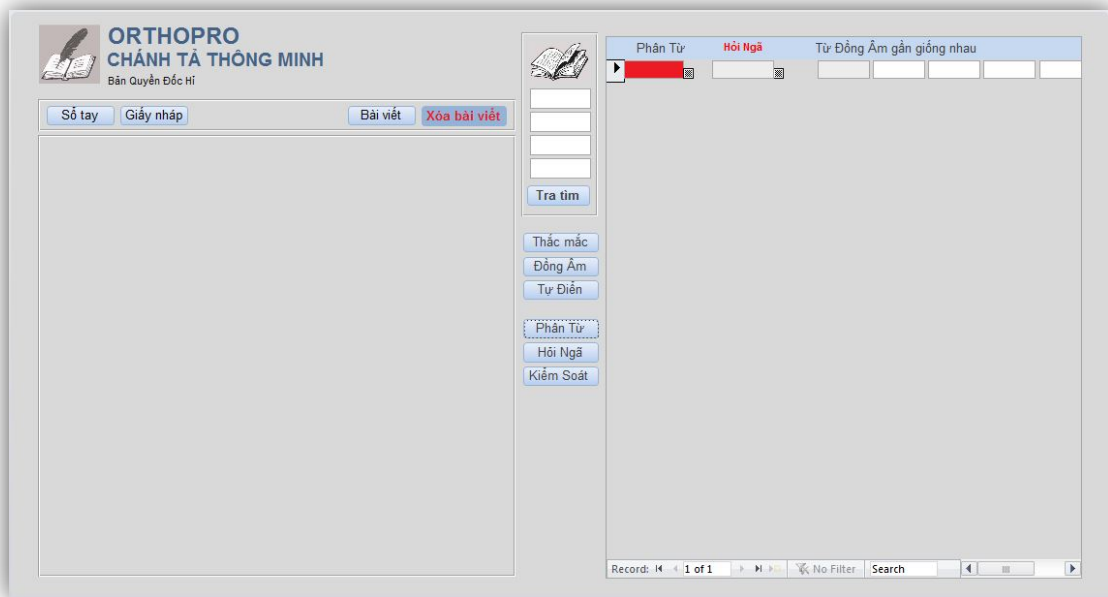 ORTHOPRO
CHÁNH TẢ THÔNG MINH
Bản Quyền Đốc Hí
Sổ tay
Giấy nháp
Bài viết
Xóa bài viết
Tra tìm
Thắc mắc
Đồng Âm
Tự Điển
Phân Từ
Hỏi Ngã
Kiểm Soát
Phân Từ Hỏi Ngã Từ Đồng Âm gần giống nhau
Record: 1 of 1 No Filter Search